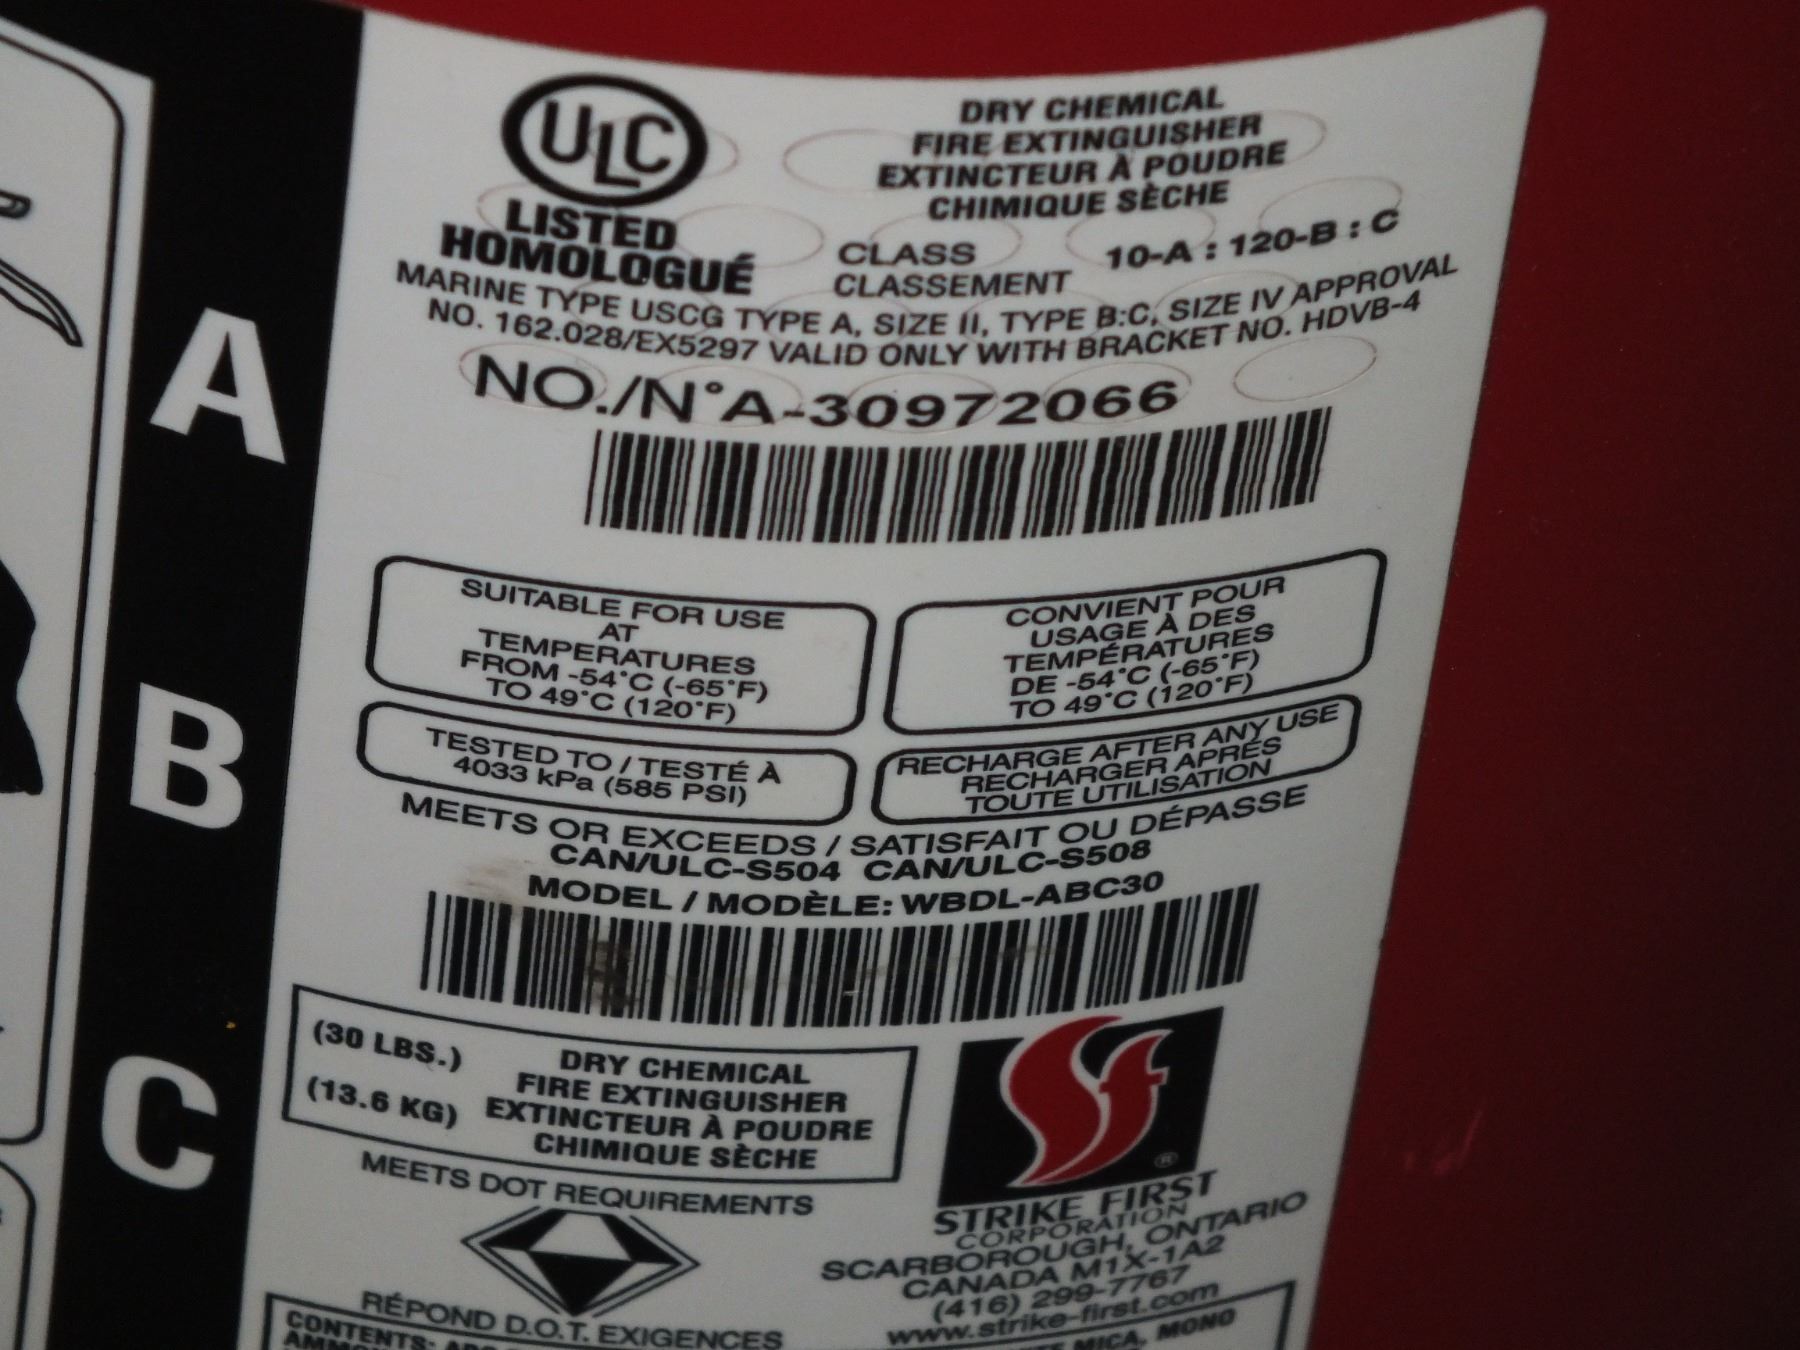 A
B
C
ULC
LISTED
HOMOLOGUÉ
DRY CHEMICAL
FIRE EXTINGUISHER
EXTINCTEUR À POUDRE
CHIMIQUE SÈCHE
CLASS
CLASSEMENT
10-A : 120-B : C
MARINE TYPE USCG TYPE A, SIZE II, TYPE B:C, SIZE IV APPROVAL
NO. 162.028/EX5297 VALID ONLY WITH BRACKET NO. HDVB-4
NO./N°A-30972066
SUITABLE FOR USE
AT
TEMPERATURES
FROM -54°C (-65°F)
TO 49°C (120°F)
CONVIENT POUR
USAGE À DES
TEMPÉRATURES
DE -54°C (-65°F)
TO 49°C (120°F)
TESTED TO / TESTÉ À
4033 kPa (585 PSI)
RECHARGE AFTER ANY USE
RECHARGER APRÉS
TOUTE UTILISATION
MEETS OR EXCEEDS / SATISFAIT OU DÉPASSE
CAN/ULC-S504 CAN/ULC-S508
MODEL / MODÈLE: WBDL-ABC30
(30 LBS.)
(13.6 KG)
DRY CHEMICAL
FIRE EXTINGUISHER
EXTINCTEUR À POUDRE
CHIMIQUE SÈCHE
MEETS DOT REQUIREMENTS
RÉPOND D.O.T. EXIGENCES
Sf ®
STRIKE FIRST
CORPORATION
SCARBOROUGH, ONTARIO
CANADA M1X-1A2
(416) 299-7767
www.strike-first.com
CONTENTS:
MICA, MONO